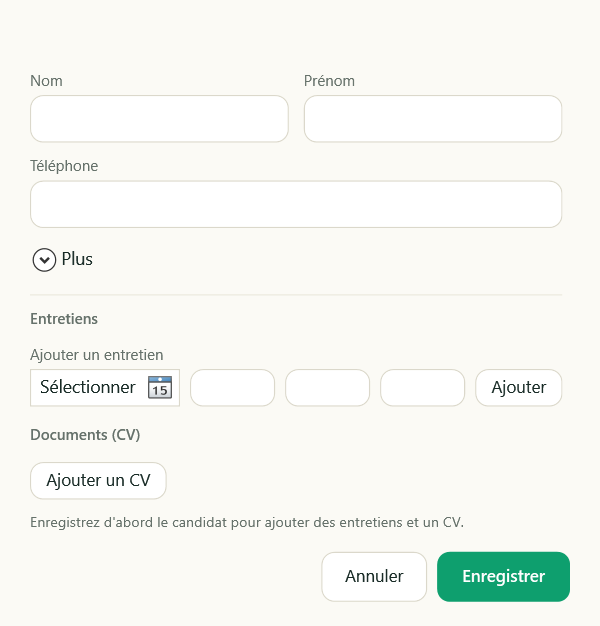 Nom Prénom
Téléphone
Plus
Entretiens
Ajouter un entretien
Sélectionner 15 Ajouter
Documents (CV)
Ajouter un CV
Enregistrez d'abord le candidat pour ajouter des entretiens et un CV.
Annuler Enregistrer